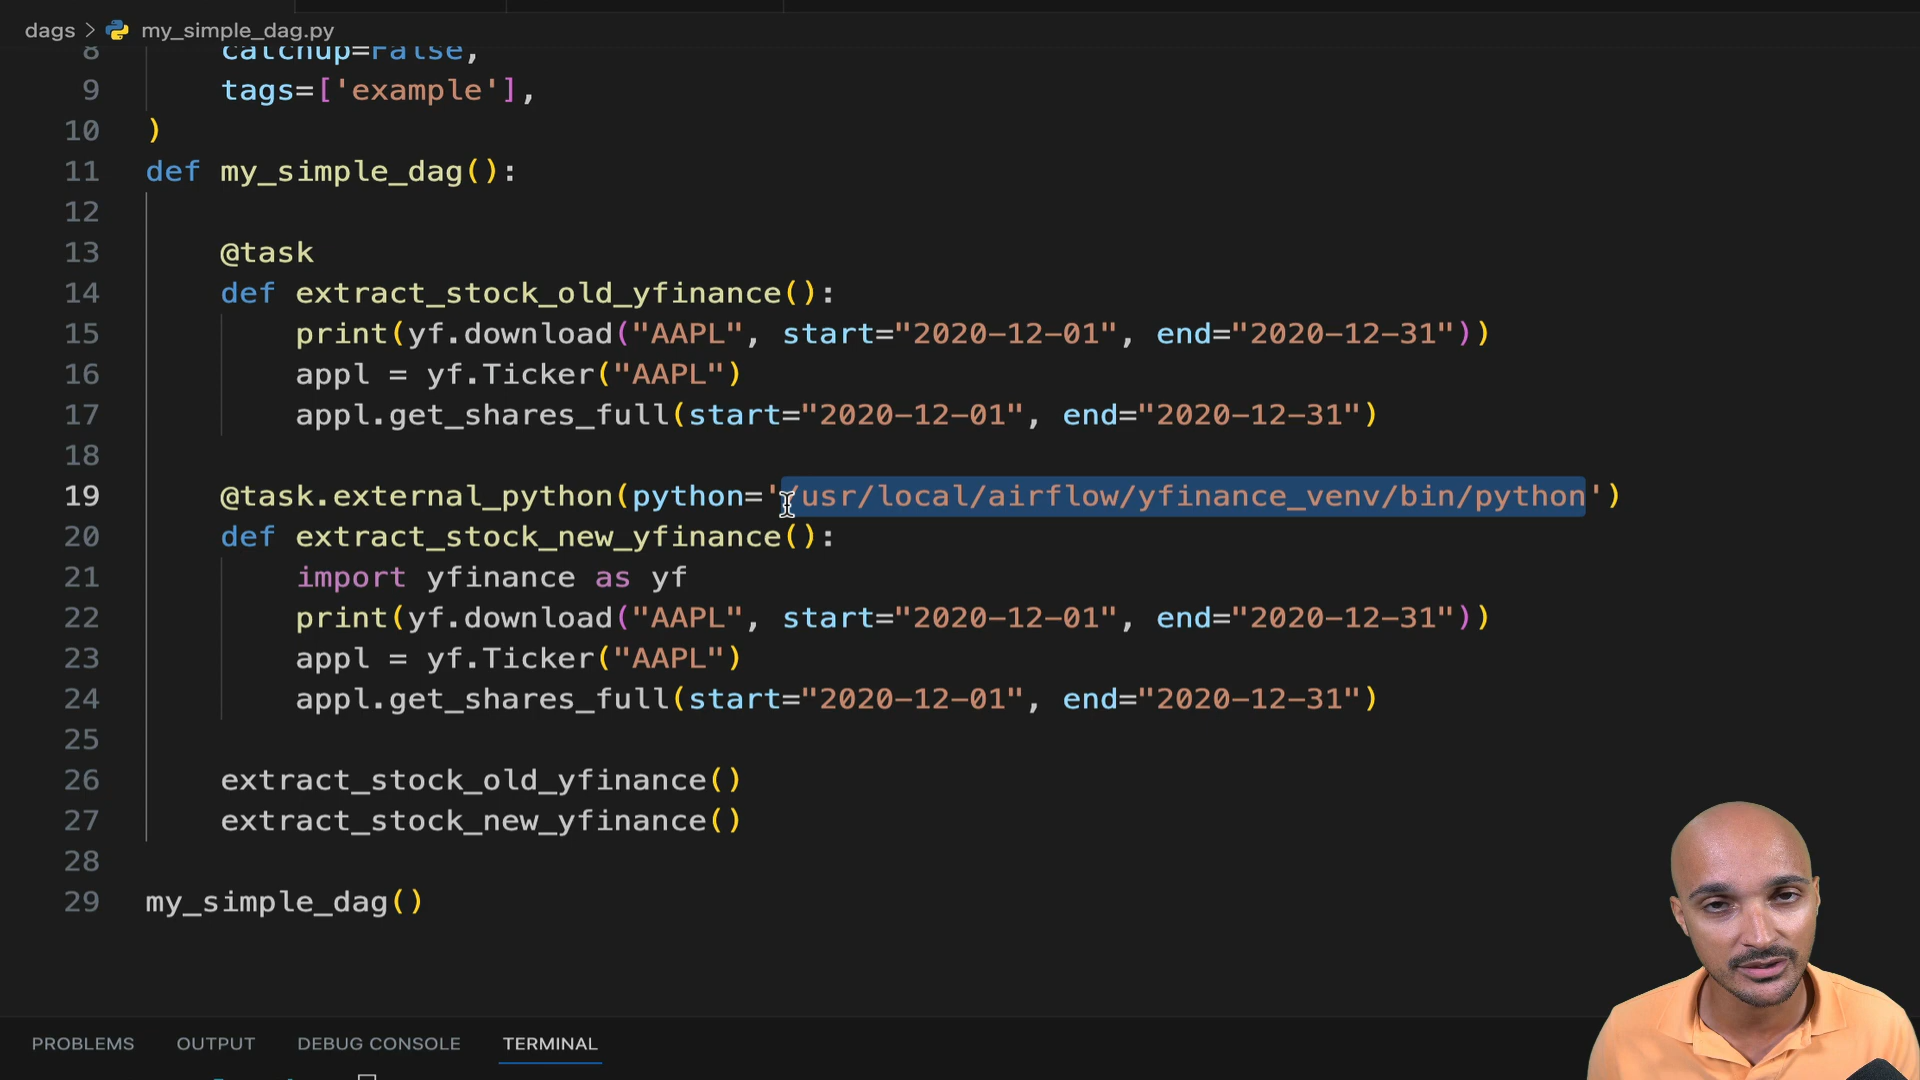 dags > my_simple_dag.py
8 catchup=False,
9 tags=['example'],
10 )
11 def my_simple_dag():
12
13 @task
14 def extract_stock_old_yfinance():
15 print(yf.download("AAPL", start="2020-12-01", end="2020-12-31"))
16 appl = yf.Ticker("AAPL")
17 appl.get_shares_full(start="2020-12-01", end="2020-12-31")
18
19 @task.external_python(python='/usr/local/airflow/yfinance_venv/bin/python')
20 def extract_stock_new_yfinance():
21 import yfinance as yf
22 print(yf.download("AAPL", start="2020-12-01", end="2020-12-31"))
23 appl = yf.Ticker("AAPL")
24 appl.get_shares_full(start="2020-12-01", end="2020-12-31")
25
26 extract_stock_old_yfinance()
27 extract_stock_new_yfinance()
28
29 my_simple_dag()
PROBLEMS OUTPUT DEBUG CONSOLE TERMINAL